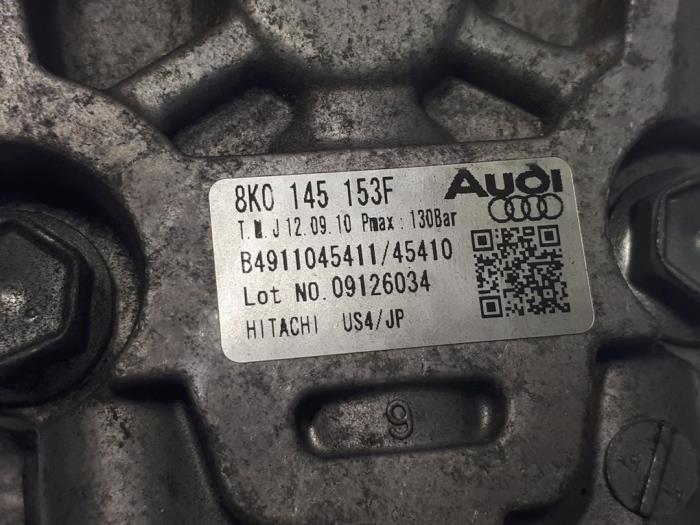 8K0 145 153F
Audi
T.M.J 12.09.10 Pmax : 130Bar
B4911045411/45410
Lot NO. 09126034
HITACHI US4/JP
9